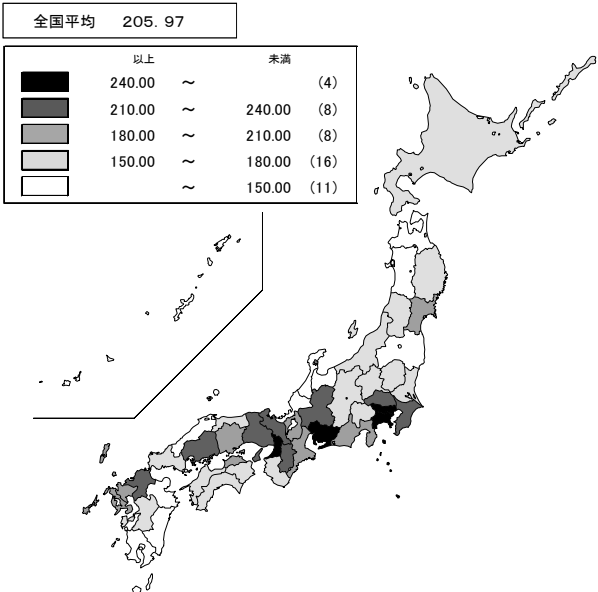 全国平均 205.97
以上 未満
240.00 ～ (4)
210.00 ～ 240.00 (8)
180.00 ～ 210.00 (8)
150.00 ～ 180.00 (16)
～ 150.00 (11)